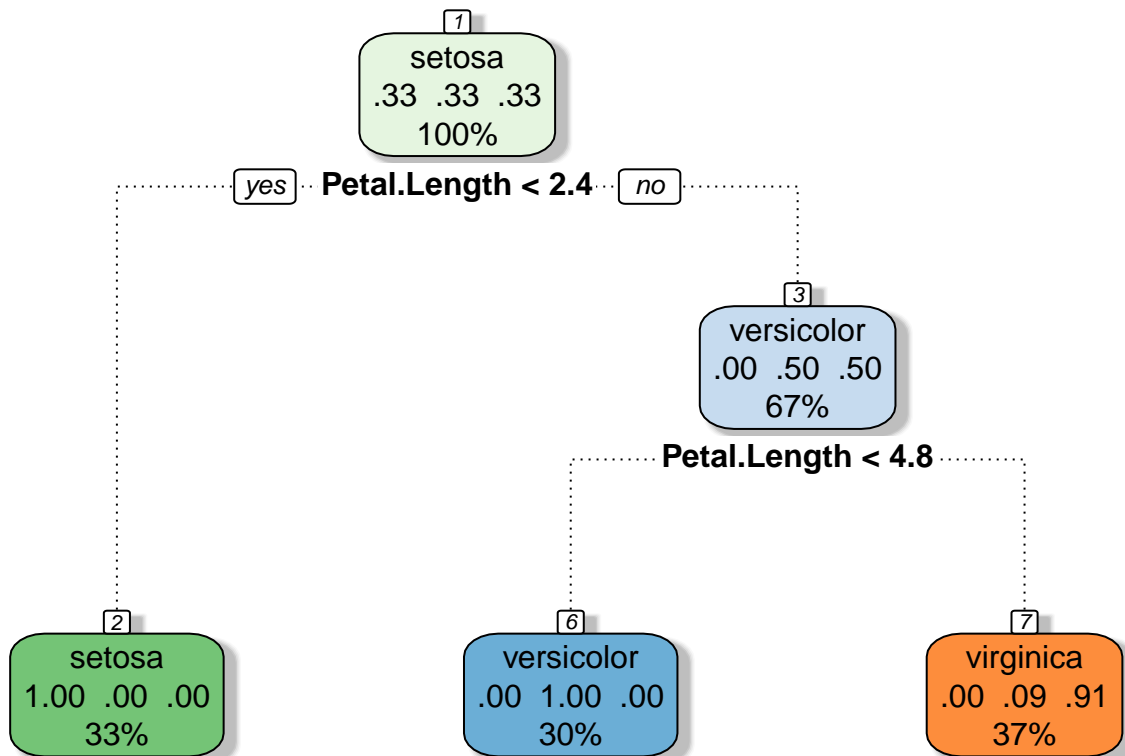 1
setosa
.33 .33 .33
100%
yes Petal.Length < 2.4 no
3
versicolor
.00 .50 .50
67%
Petal.Length < 4.8
2
setosa
1.00 .00 .00
33%
6
versicolor
.00 1.00 .00
30%
7
virginica
.00 .09 .91
37%